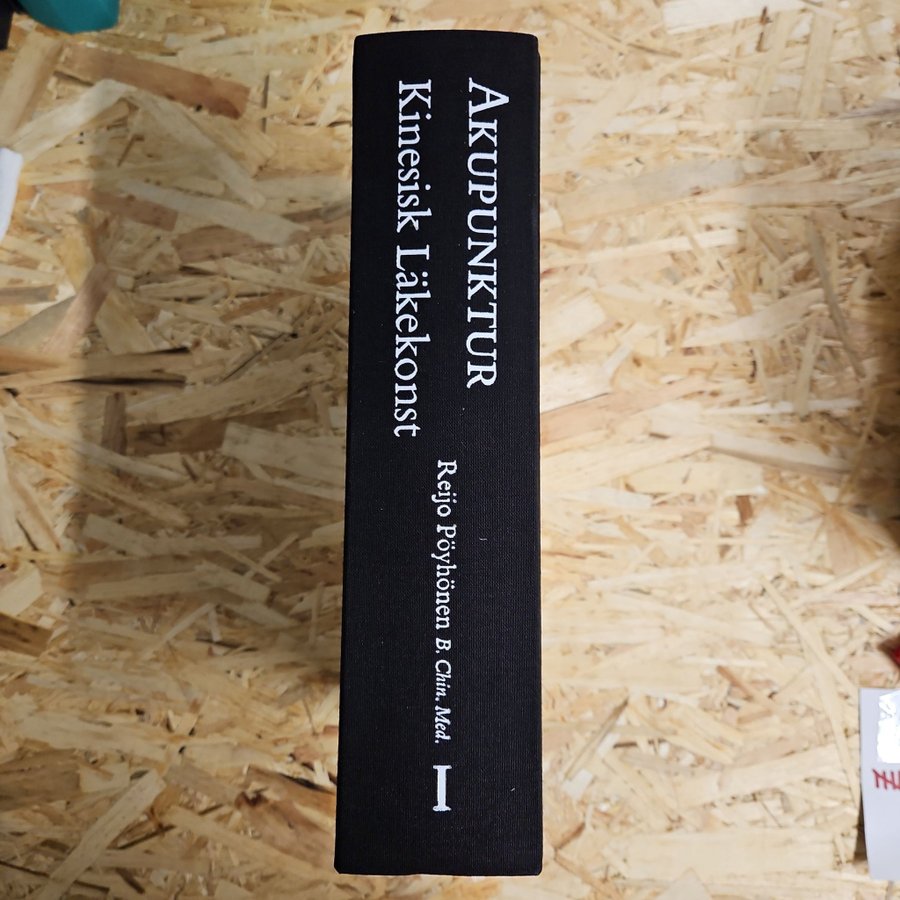 AKUPUNKTUR
Kinesisk Läkekonst
Reijo Pöyhönen B. Chin. Med.
I